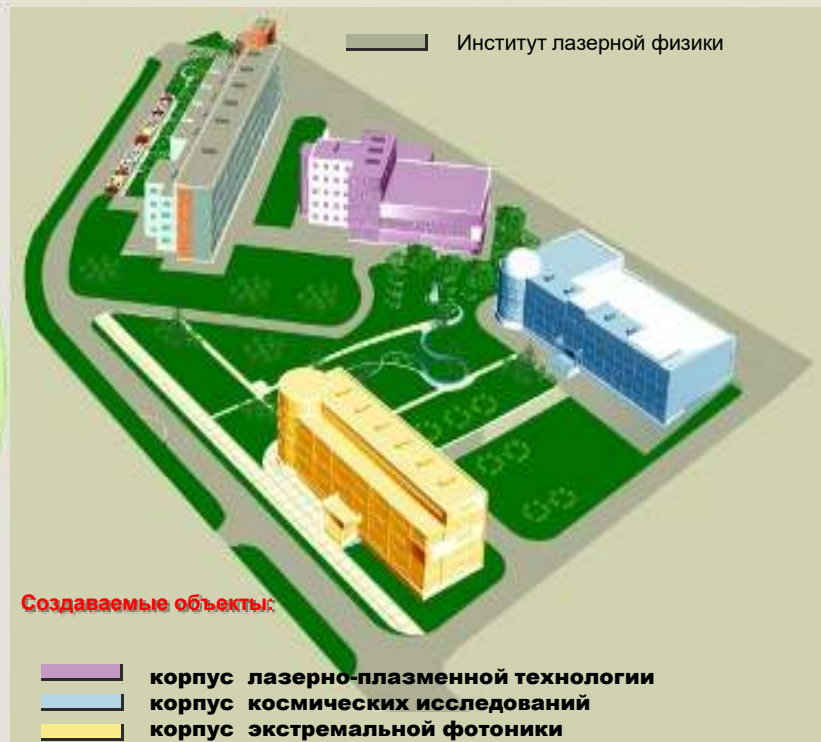 Институт лазерной физики
Создаваемые объекты:
корпус лазерно-плазменной технологии
корпус космических исследований
корпус экстремальной фотоники